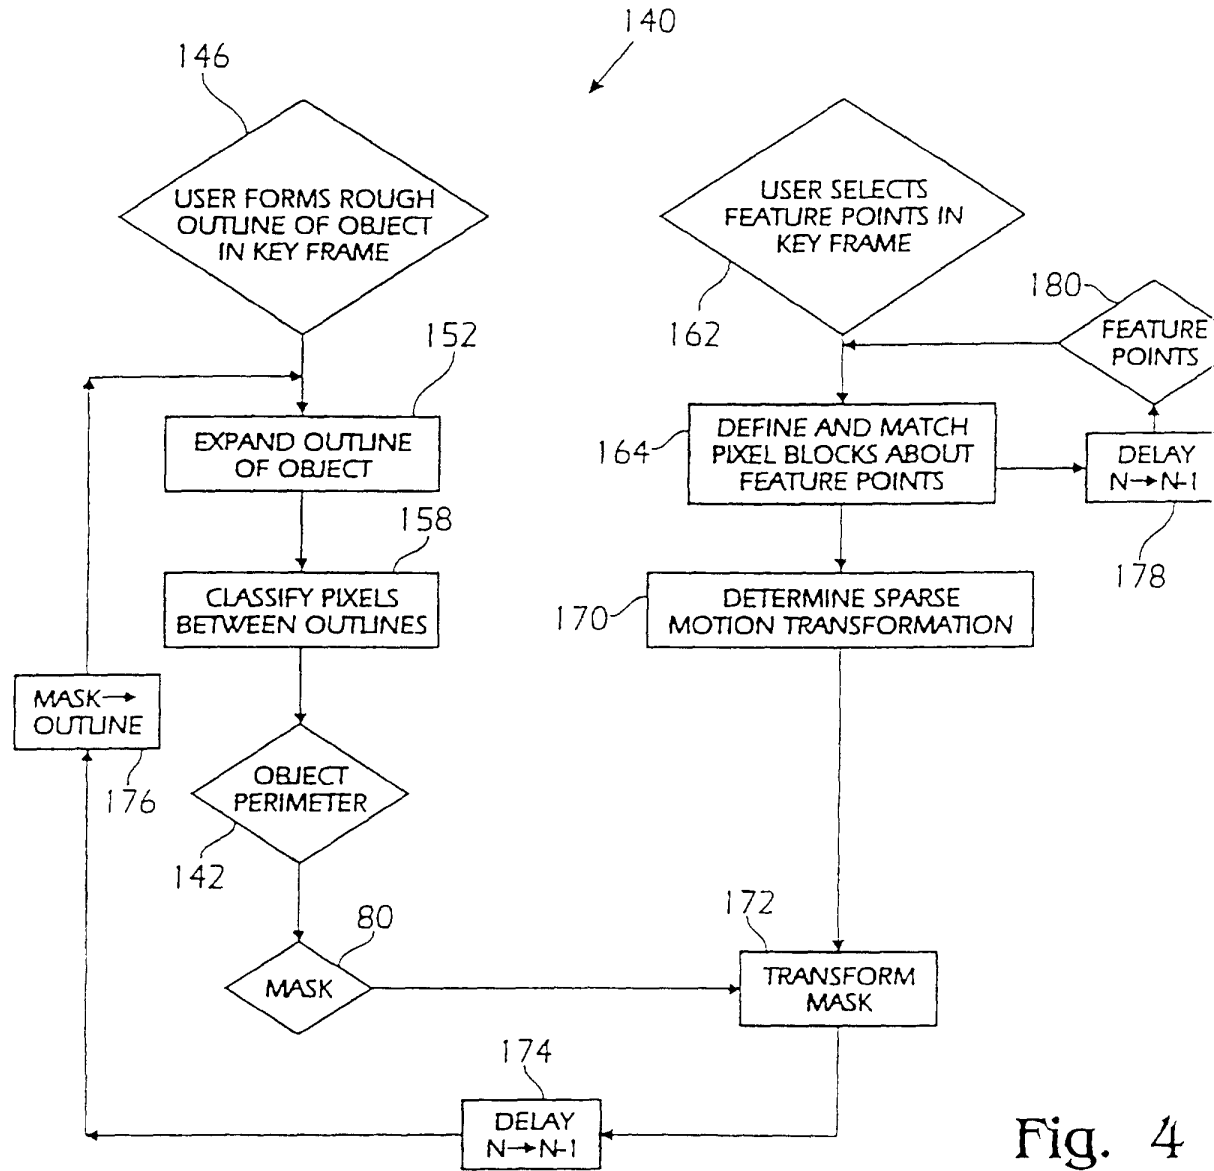 140
146
USER FORMS ROUGH
OUTLINE OF OBJECT
IN KEY FRAME
USER SELECTS
FEATURE POINTS IN
KEY FRAME
162
180
FEATURE
POINTS
152
EXPAND OUTLINE
OF OBJECT
164
DEFINE AND MATCH
PIXEL BLOCKS ABOUT
FEATURE POINTS
DELAY
N→N-1
178
158
CLASSIFY PIXELS
BETWEEN OUTLINES
170
DETERMINE SPARSE
MOTION TRANSFORMATION
MASK→
OUTLINE
176
OBJECT
PERIMETER
142
80
MASK
172
TRANSFORM
MASK
174
DELAY
N→N-1
Fig. 4